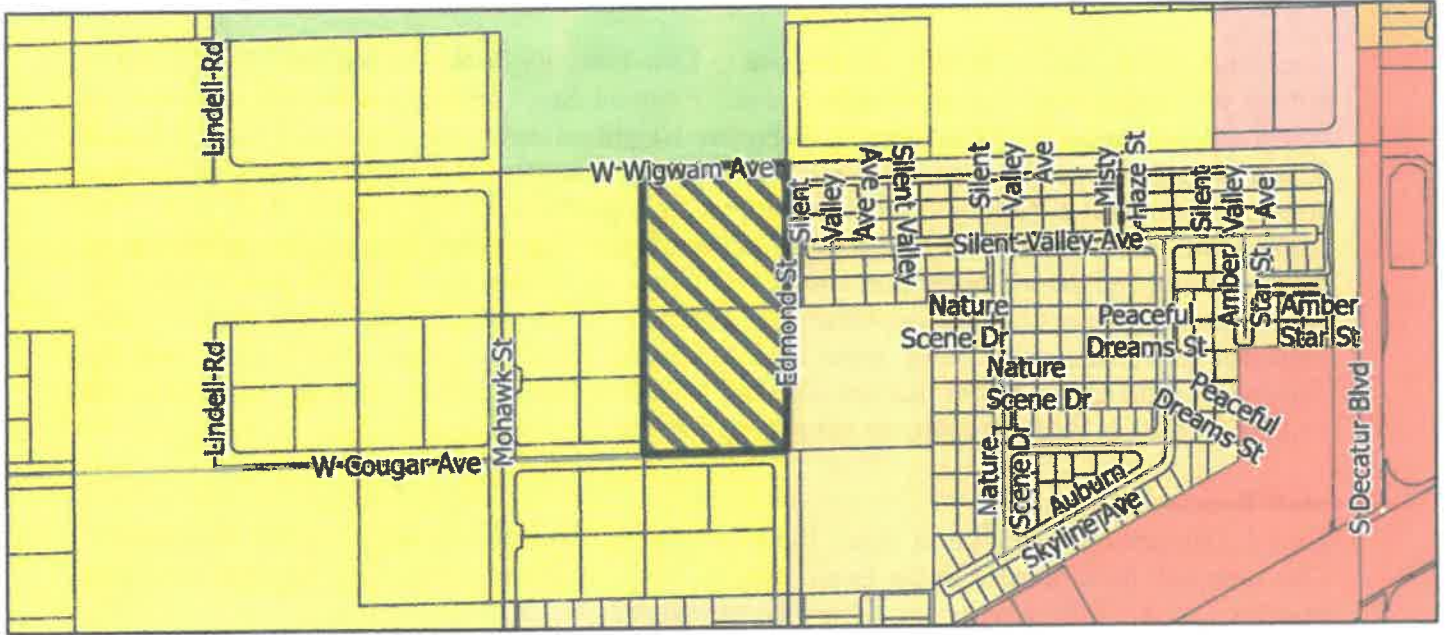 Lindell-Rd
W Wigwam Ave
Silent
Valley
Ave
Silent Valley
Ave
Silent
Valley
Ave
Misty
Haze St
Silent
Valley
Ave
Silent-Valley-Ave
Edmond-St
Nature
Scene Dr
Nature
Scene Dr
Nature
Scene Dr
Peaceful
Dreams St
Peaceful
Dreams St
Amber
Star St
Amber
Star St
Auburn
Skyline Ave
Lindell-Rd
Mohawk-St
W-Cougar-Ave
S Decatur Blvd